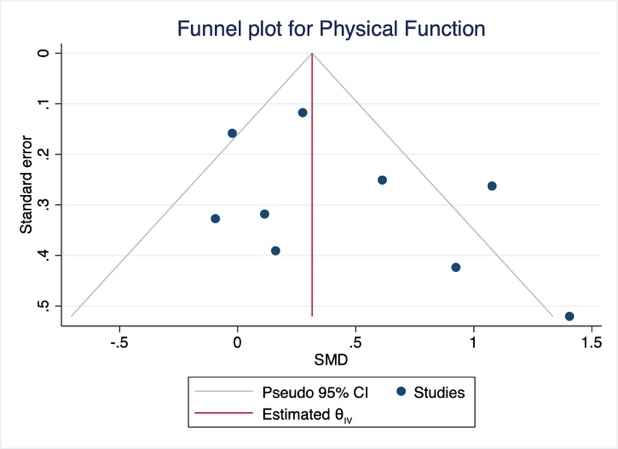 Funnel plot for Physical Function
0
.1
.2
.3
.4
.5
Standard error
-.5 0 .5 1 1.5
SMD
Pseudo 95% CI Studies
Estimated θIV